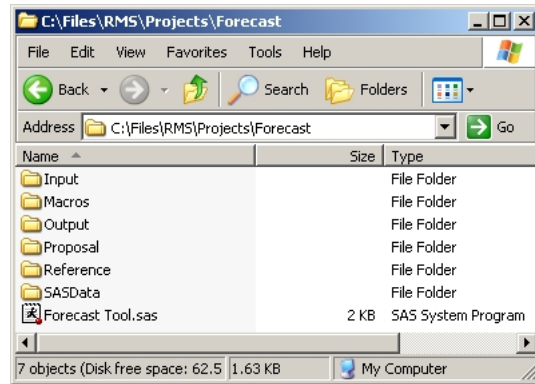 C:\Files\RMS\Projects\Forecast
File Edit View Favorites Tools Help
Back Search Folders
Address C:\Files\RMS\Projects\Forecast Go
Name Size Type
Input File Folder
Macros File Folder
Output File Folder
Proposal File Folder
Reference File Folder
SASData File Folder
Forecast Tool.sas 2 KB SAS System Program
7 objects (Disk free space: 62.5 1.63 KB My Computer